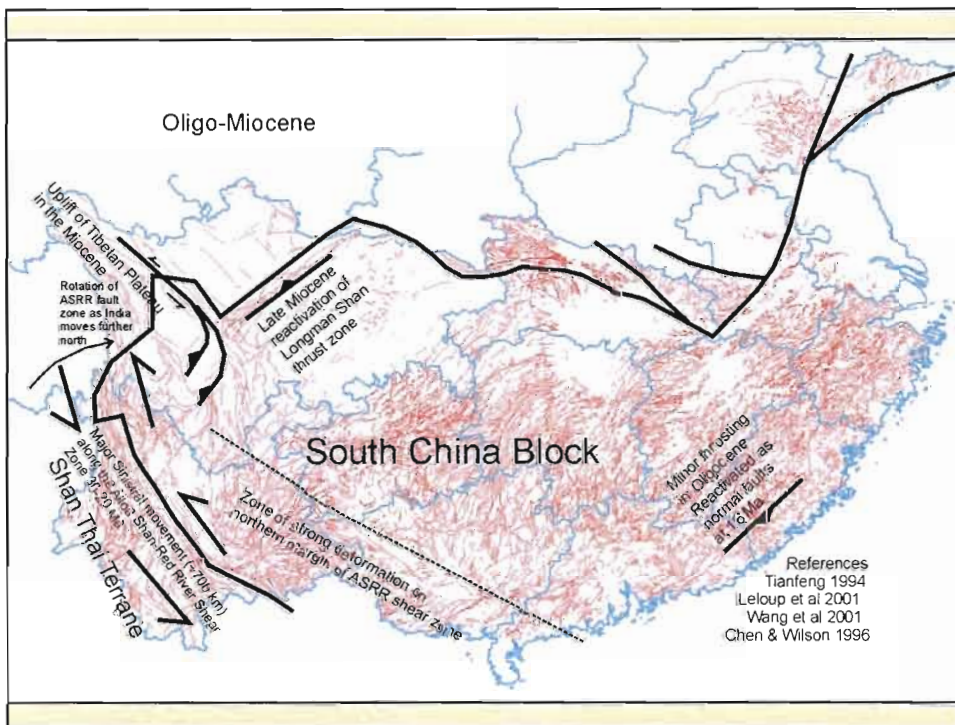 Oligo-Miocene
Uplift of Tibetan Plateau
in the Miocene
Rotation of
ASRR fault
zone as India
moves further
north
Late Miocene
reactivation of
Longman Shan
thrust zone
South China Block
Minor thrusting
in Oligocene
Reactivated as
normal faults
at Ma
Major Sinistral movement km)
along the Ailao Shan-Red River Shear
Zone Ma
Shan Thai Terrane
Zone of strong deformation on
northern margin of ASRR shear zone
References
Tianfeng 1994
Leloup et al 2001
Wang et al 2001
Chen & Wilson 1996